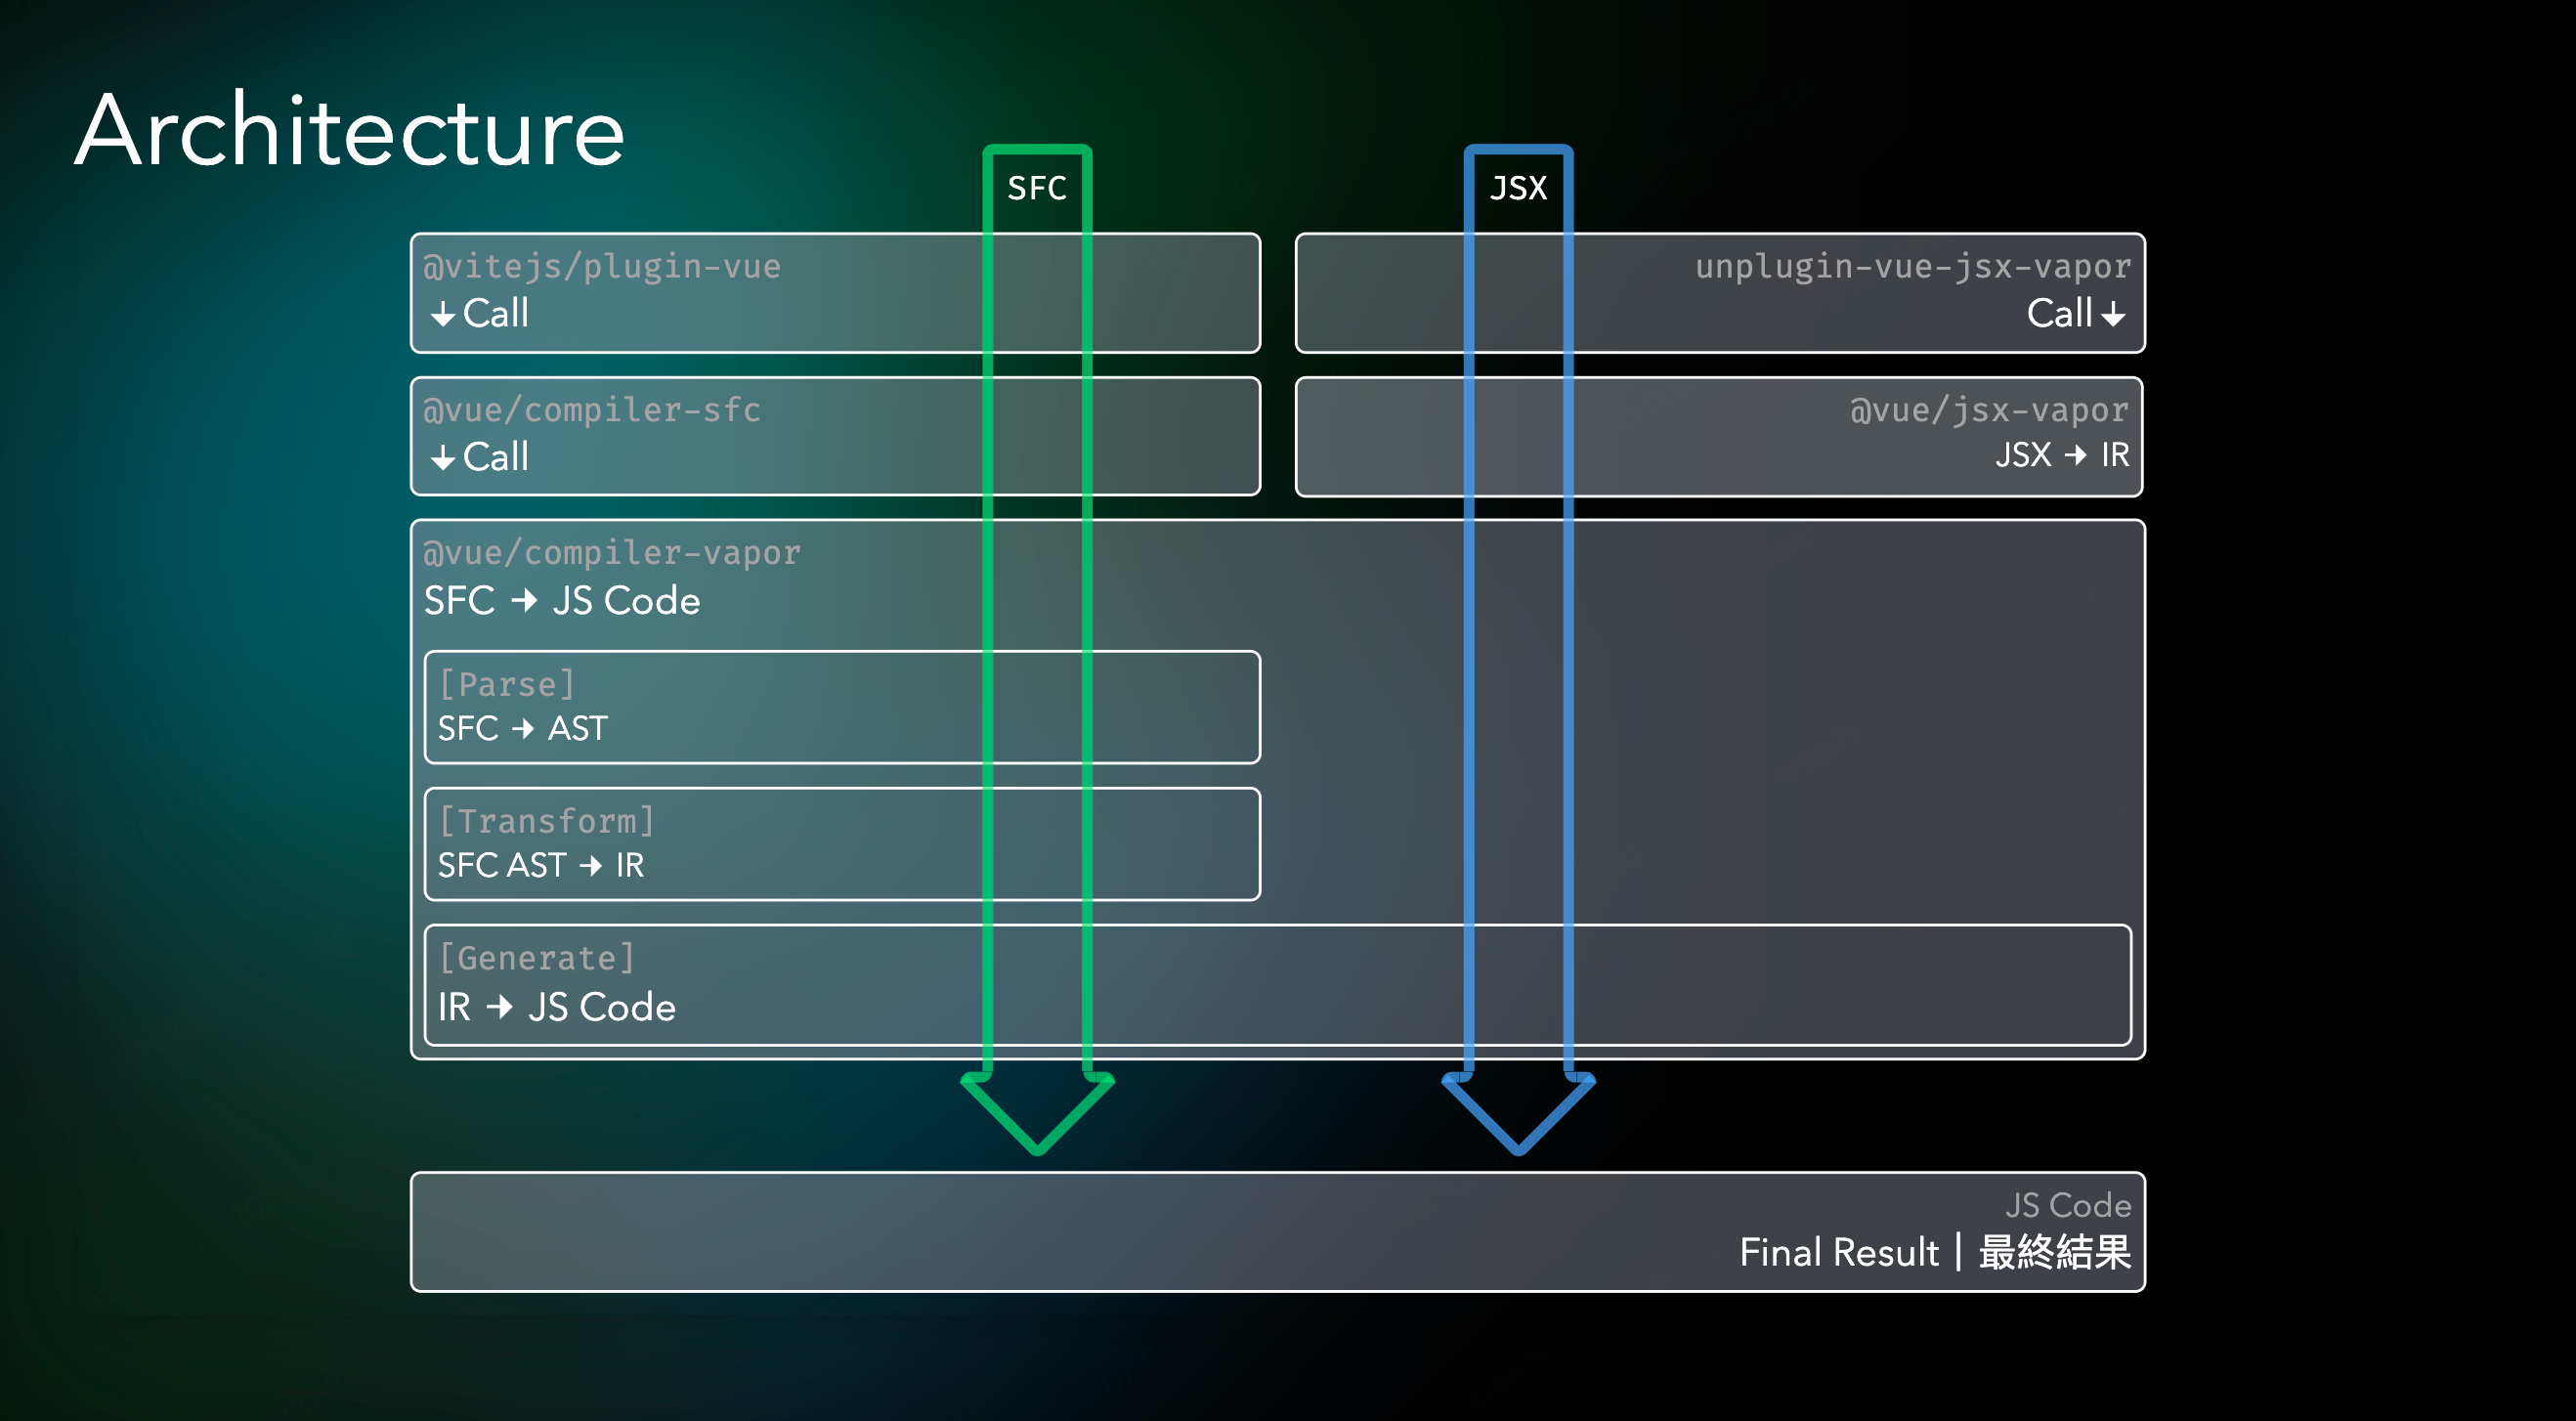 Architecture
SFC
JSX
@vitejs/plugin-vue
↓ Call
unplugin-vue-jsx-vapor
Call ↓
@vue/compiler-sfc
↓ Call
@vue/jsx-vapor
JSX → IR
@vue/compiler-vapor
SFC → JS Code
[Parse]
SFC → AST
[Transform]
SFC AST → IR
[Generate]
IR → JS Code
JS Code
Final Result | 最終結果